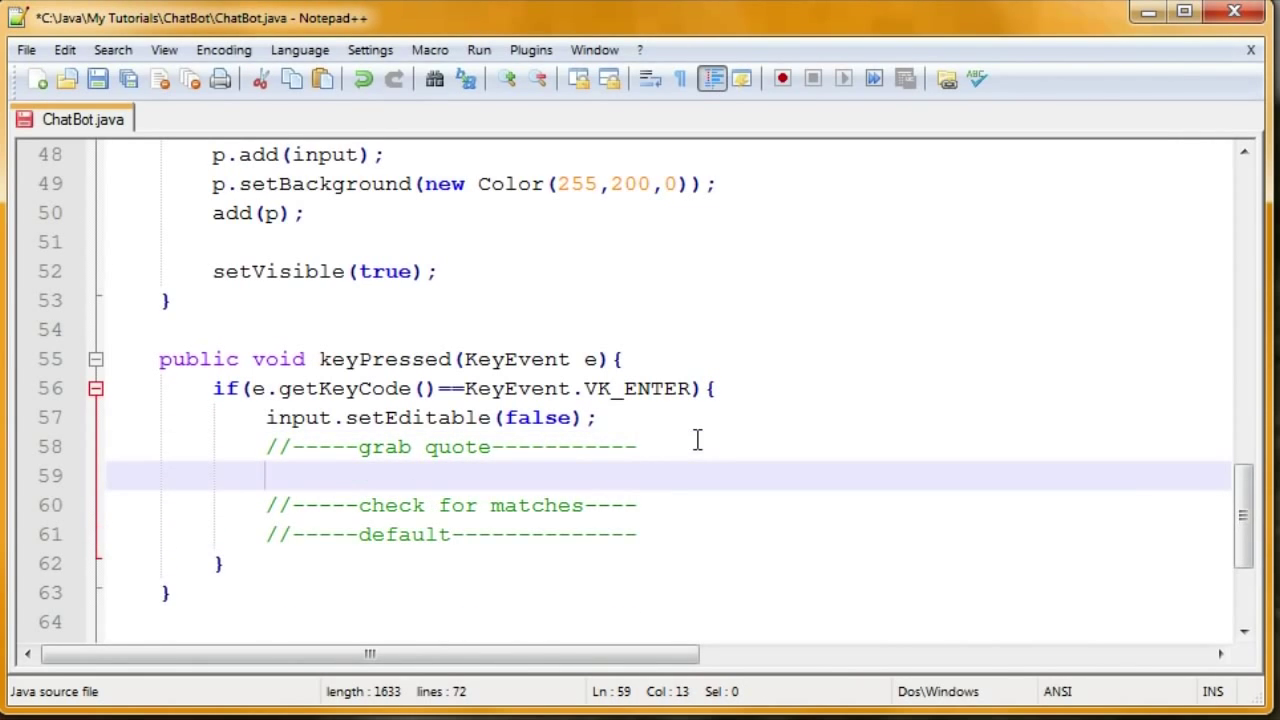 *C:\Java\My Tutorials\ChatBot\ChatBot.java - Notepad++
File Edit Search View Encoding Language Settings Macro Run Plugins Window ? X
ABC
ChatBot.java
48 p.add(input);
49 p.setBackground(new Color(255,200,0));
50 add(p);
51
52 setVisible(true);
53 }
54
55 public void keyPressed(KeyEvent e){
56 if(e.getKeyCode()==KeyEvent.VK_ENTER){
57 input.setEditable(false);
58 //-----grab quote-----------
59
60 //-----check for matches----
61 //-----default--------------
62 }
63 }
64
Java source file length : 1633 lines : 72 Ln : 59 Col : 13 Sel : 0 Dos\Windows ANSI INS